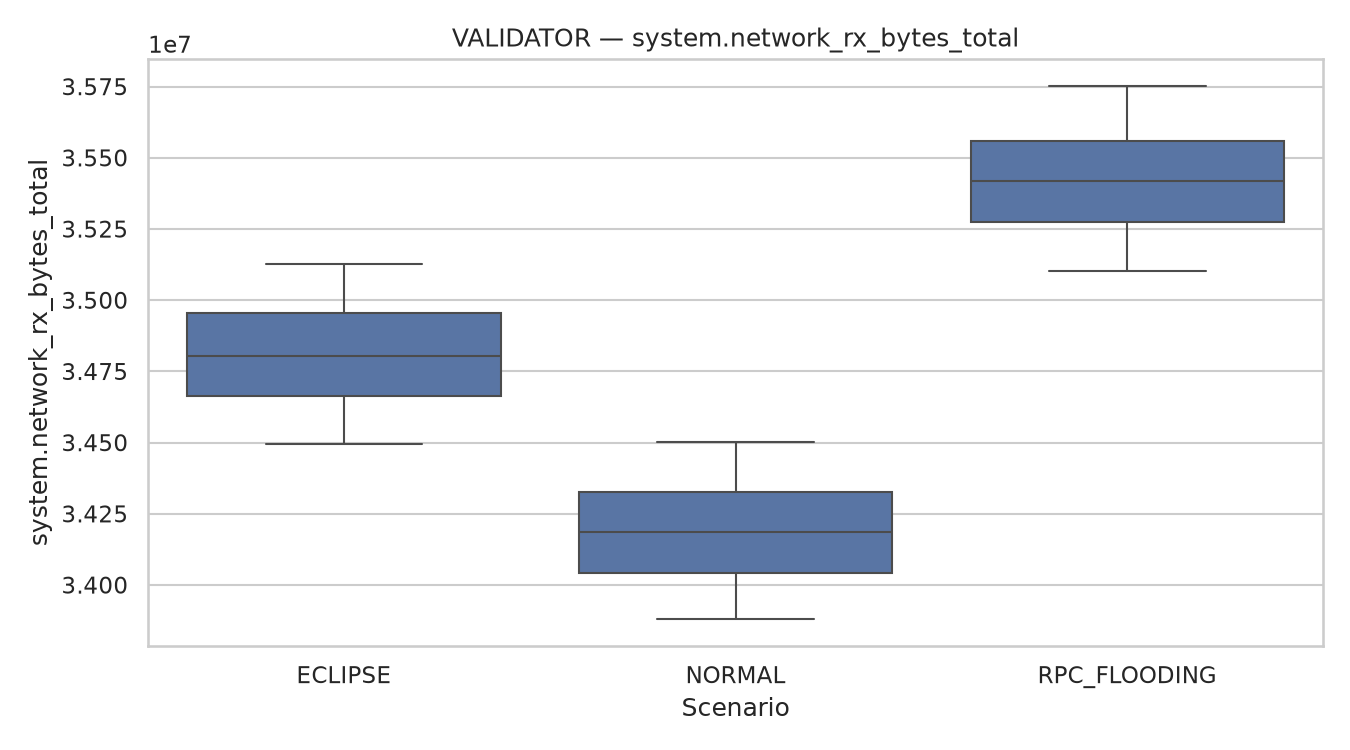 VALIDATOR — system.network_rx_bytes_total
1e7
3.575
3.550
3.525
3.500
3.475
3.450
3.425
3.400
system.network_rx_bytes_total
ECLIPSE
NORMAL
RPC_FLOODING
Scenario